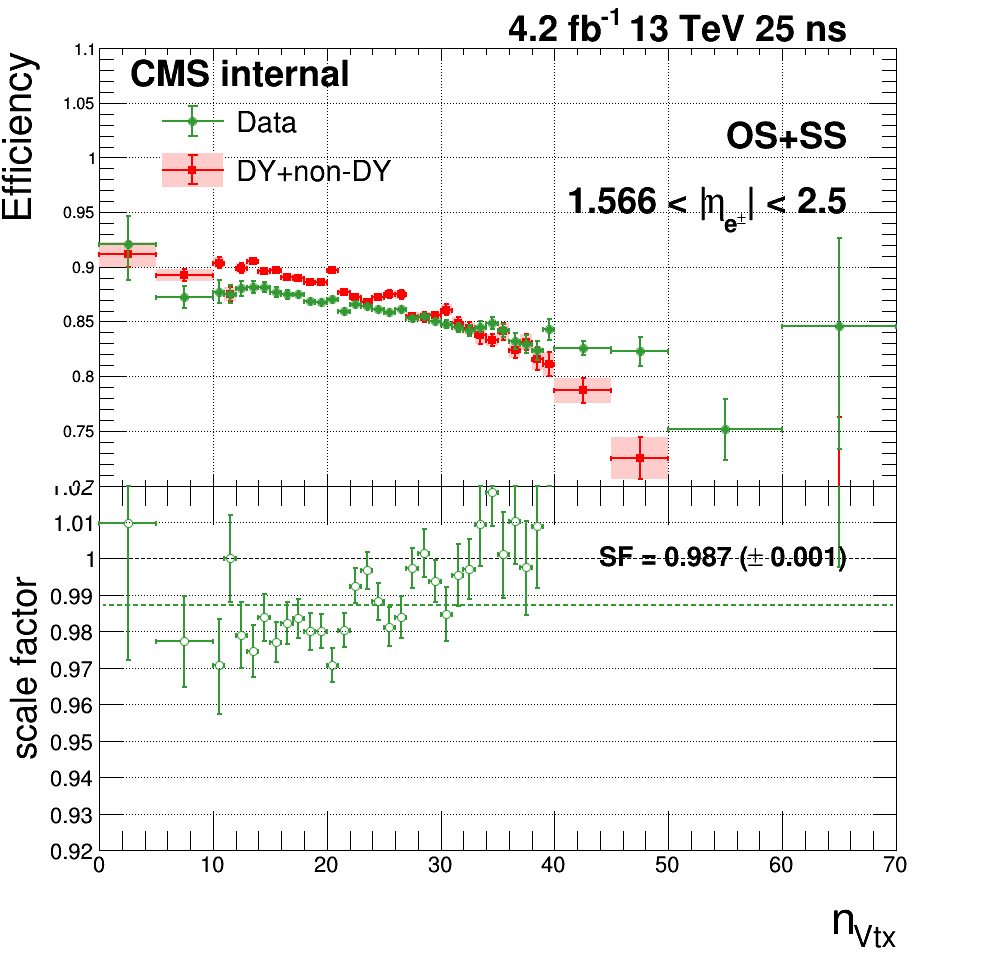 4.2 fb-1 13 TeV 25 ns
CMS internal
Data
DY+non-DY
OS+SS
1.566 < |ηe±| < 2.5
Efficiency
1.1
1.05
1
0.95
0.9
0.85
0.8
0.75
1.02
1.01
1
0.99
0.98
0.97
0.96
0.95
0.94
0.93
0.92
SF = 0.987 (± 0.001)
scale factor
0 10 20 30 40 50 60 70
nVtx